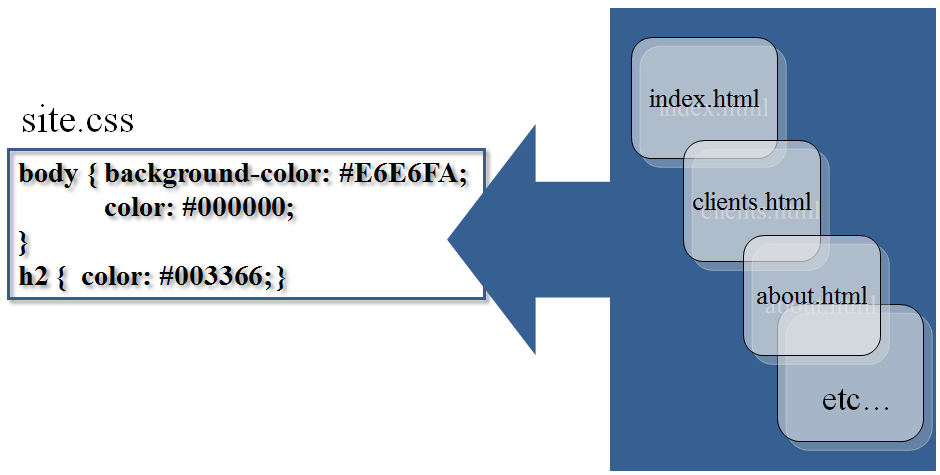 site.css
body { background-color: #E6E6FA;
color: #000000;
}
h2 { color: #003366; }
index.html
clients.html
about.html
etc…